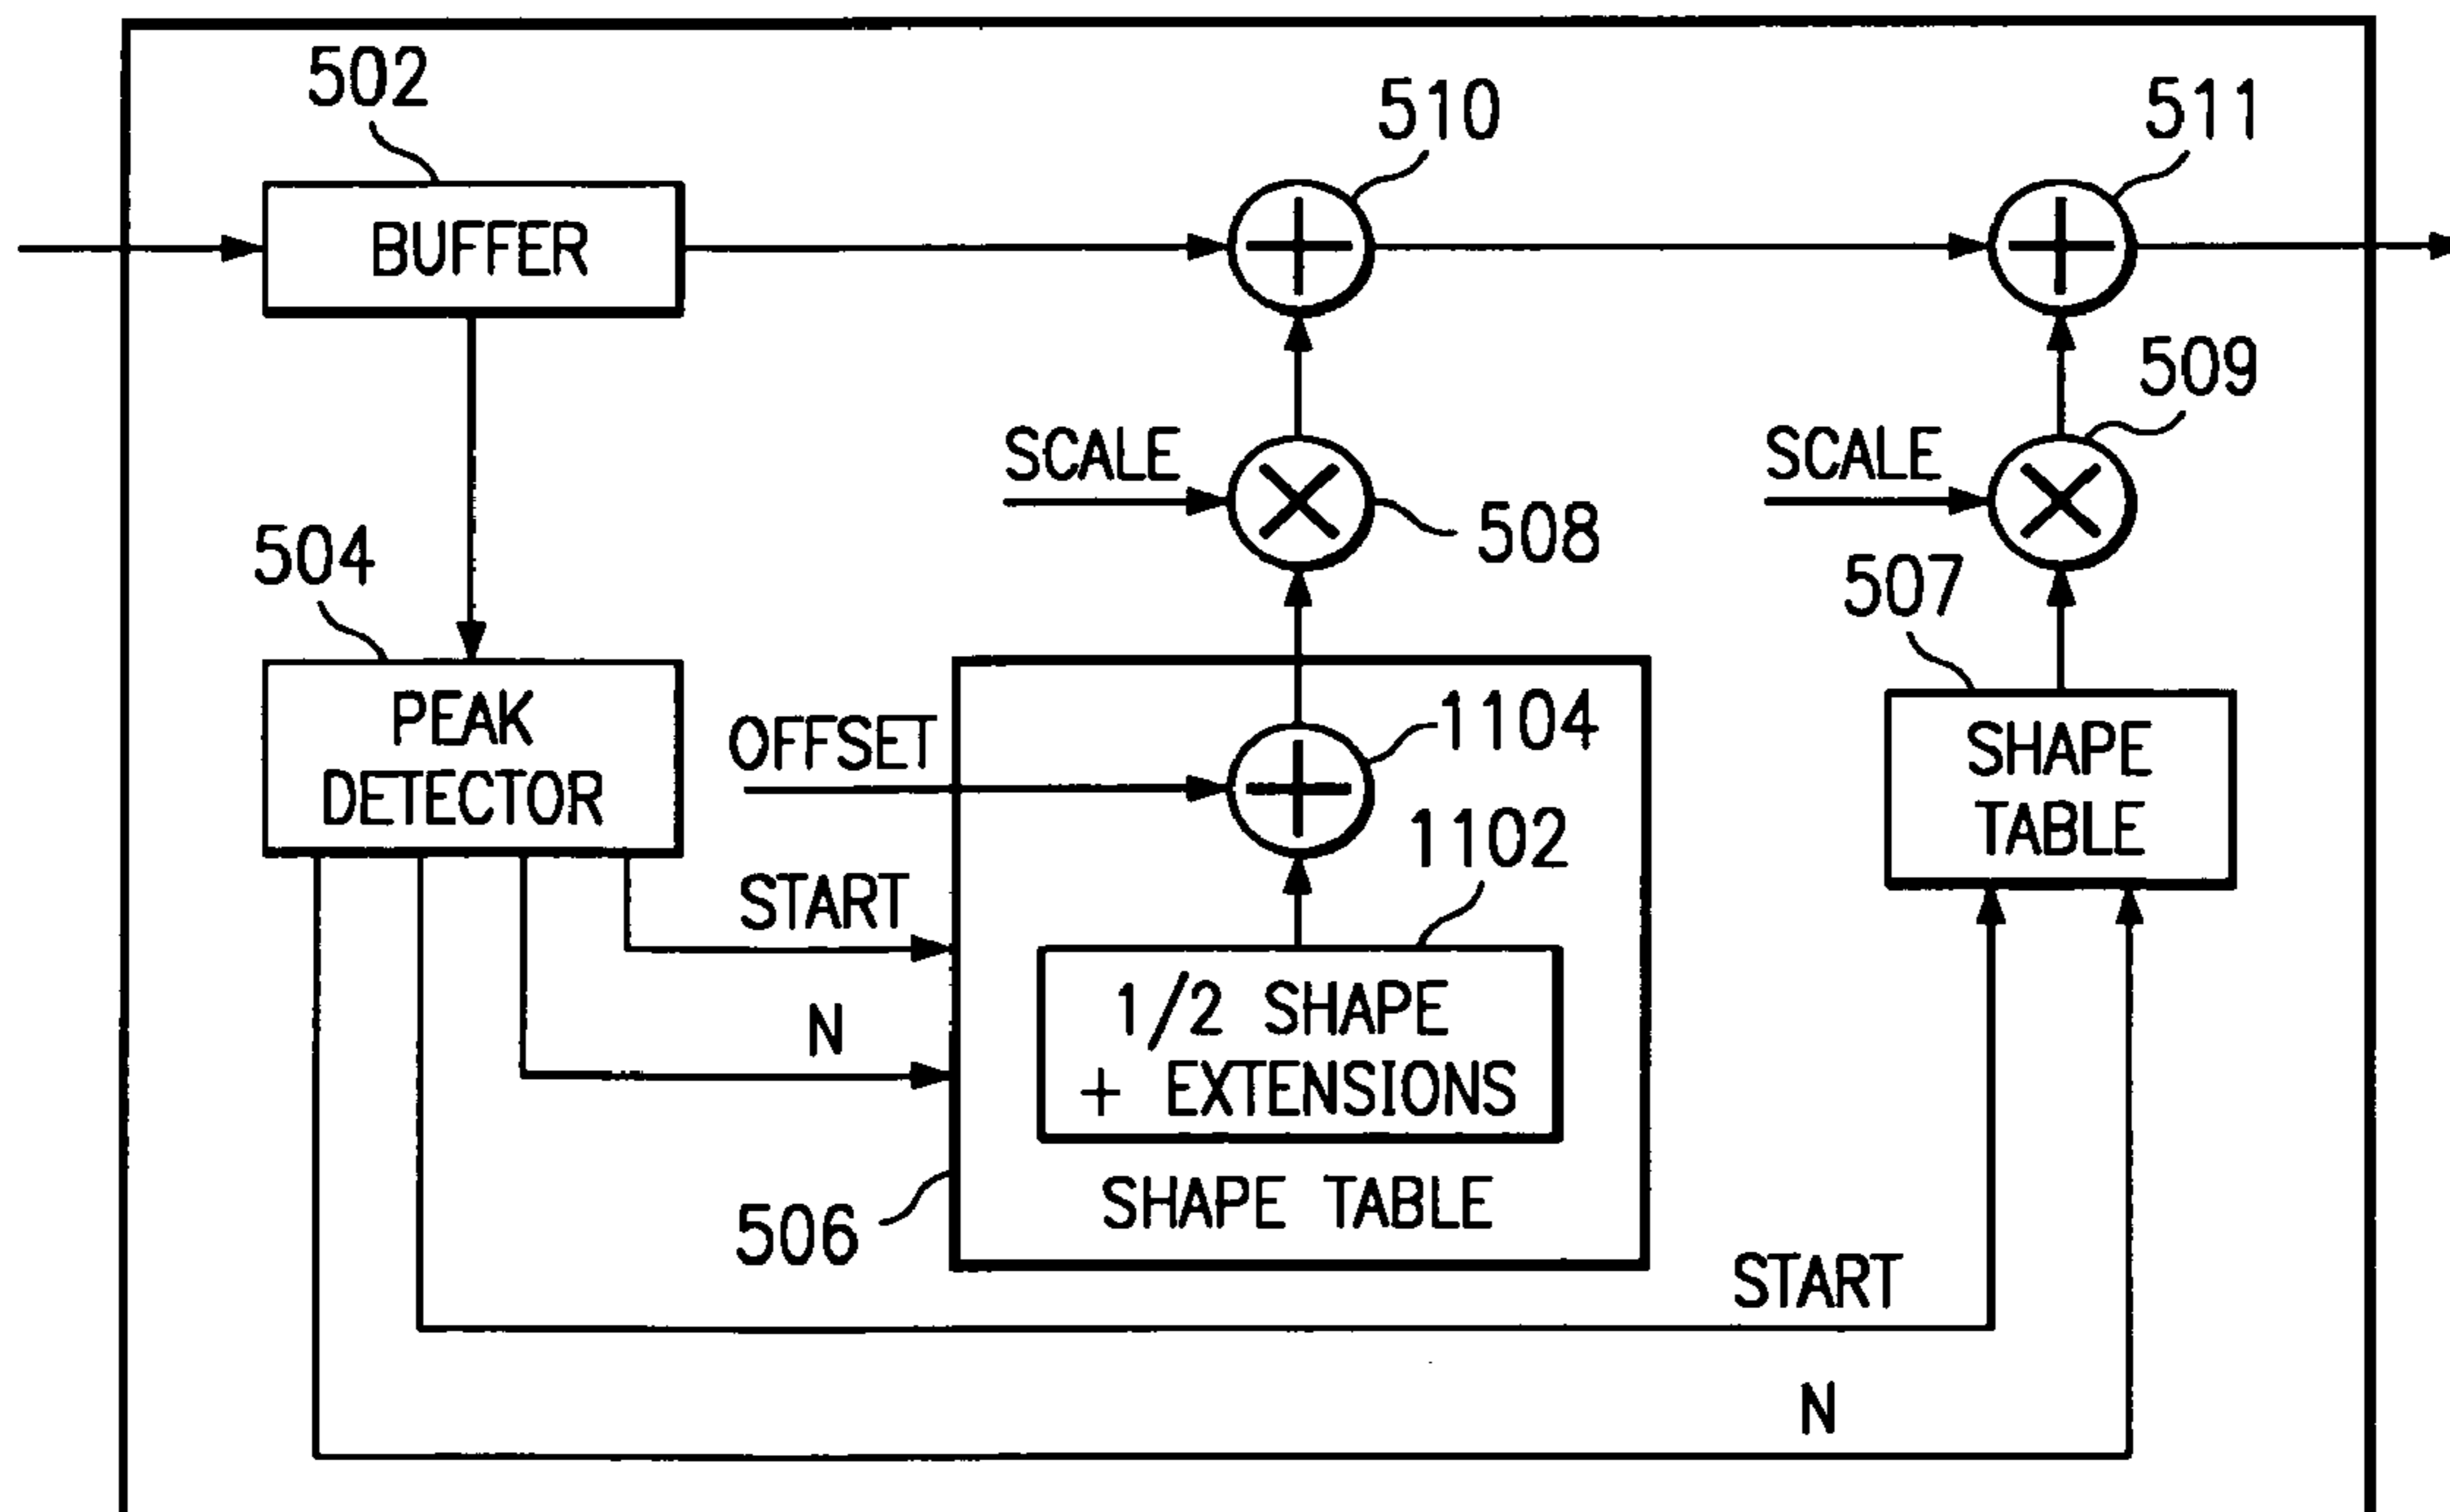 502
510
511
BUFFER
509
SCALE
SCALE
508
504
507
PEAK
DETECTOR
OFFSET
1104
SHAPE
TABLE
1102
START
1/2 SHAPE
+ EXTENSIONS
N
SHAPE TABLE
506
START
N